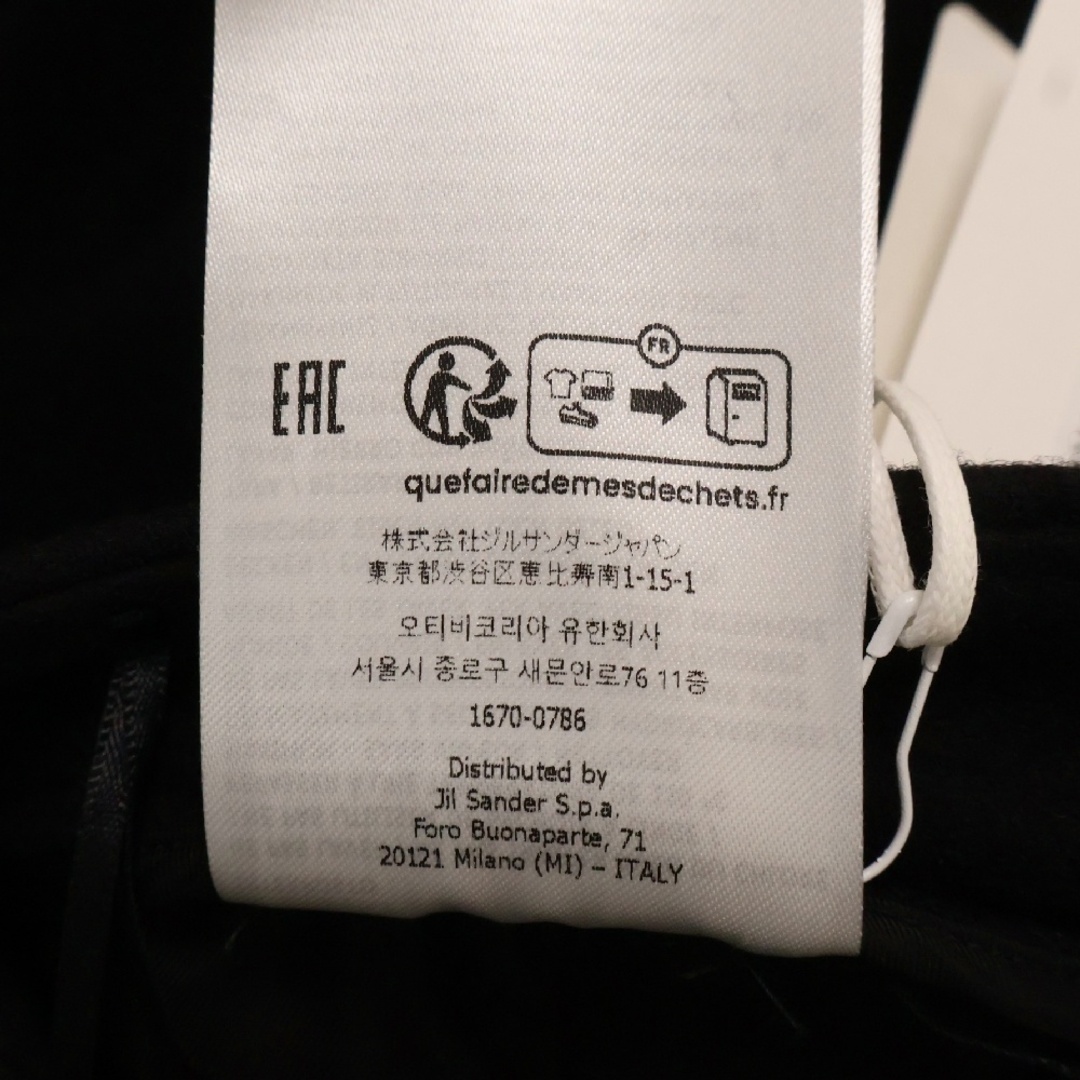 EAC
FR
quefairedemesdechets.fr
株式会社ジルサンダージャパン
東京都渋谷区恵比寿南1-15-1
오티비코리아 유한회사
서울시 종로구 새문안로76 11층
1670-0786
Distributed by
Jil Sander S.p.a.
Foro Buonaparte, 71
20121 Milano (MI) – ITALY